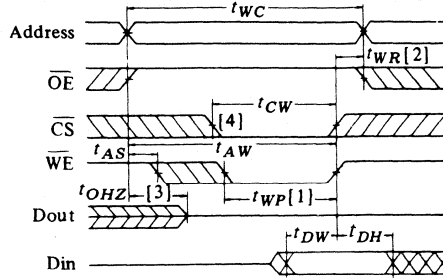 t_WC
Address
t_WR [2]
OE
t_CW
CS
[4]
t_AS
t_AW
WE
t_OHZ [3]
t_WP [1]
Dout
t_DW
t_DH
Din